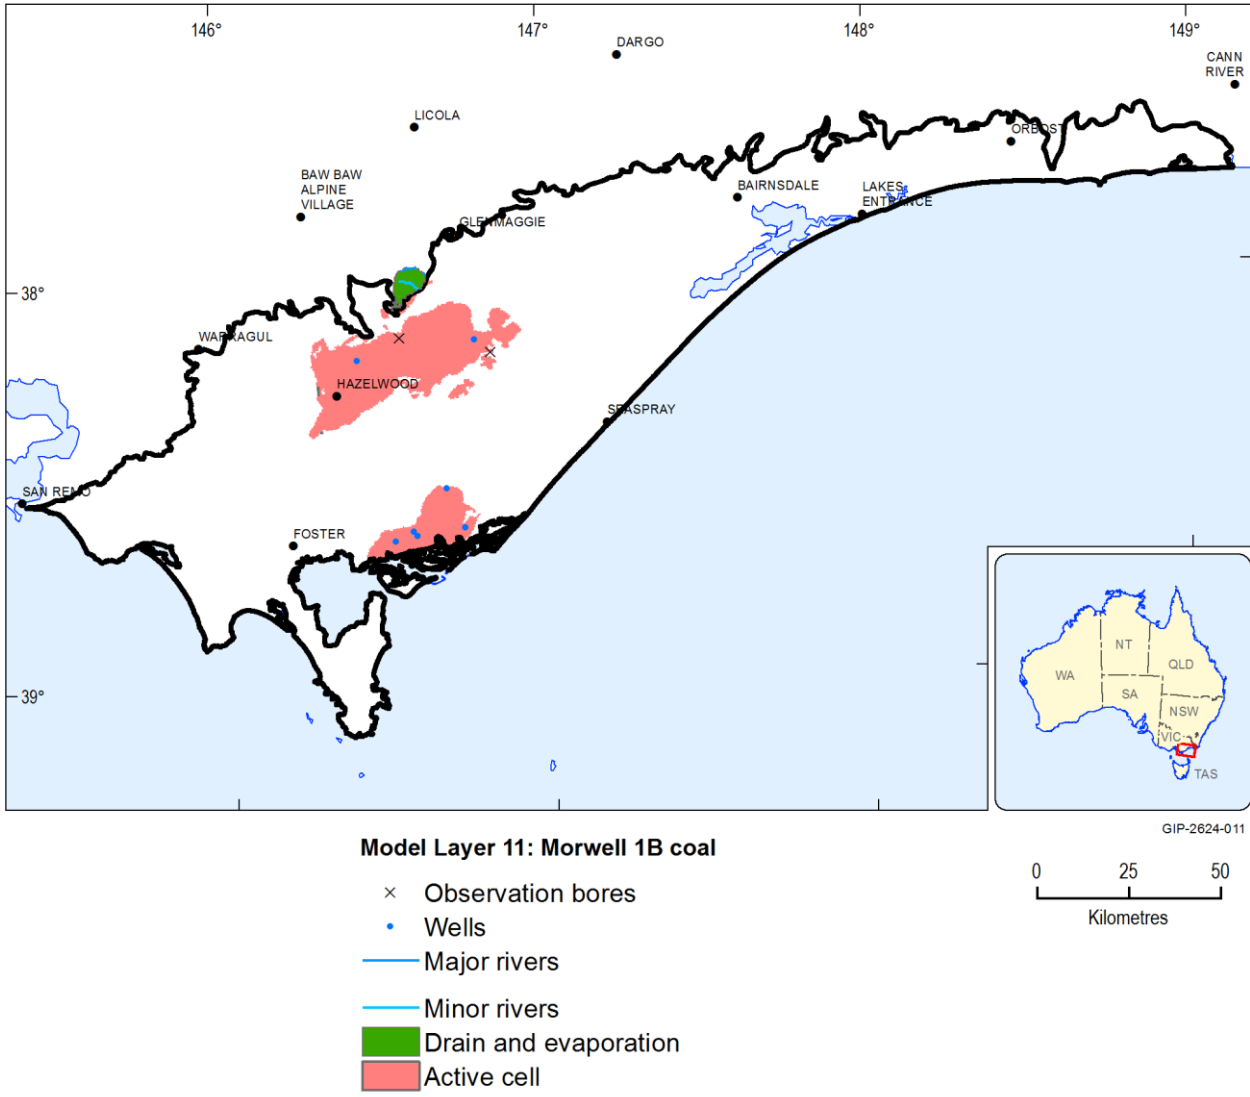 146°
147°
148°
149°
DARGO
CANN
RIVER
LICOLA
ORBOST
BAW BAW
ALPINE
VILLAGE
BAIRNSDALE
LAKES
ENTRANCE
GLENMAGGIE
38°
WARRAGUL
HAZELWOOD
SEASPRAY
SAN REMO
FOSTER
39°
NT
QLD
WA
SA
NSW
VIC
TAS
GIP-2624-011
Model Layer 11: Morwell 1B coal
Observation bores
Wells
Major rivers
Minor rivers
Drain and evaporation
Active cell
0 25 50
Kilometres